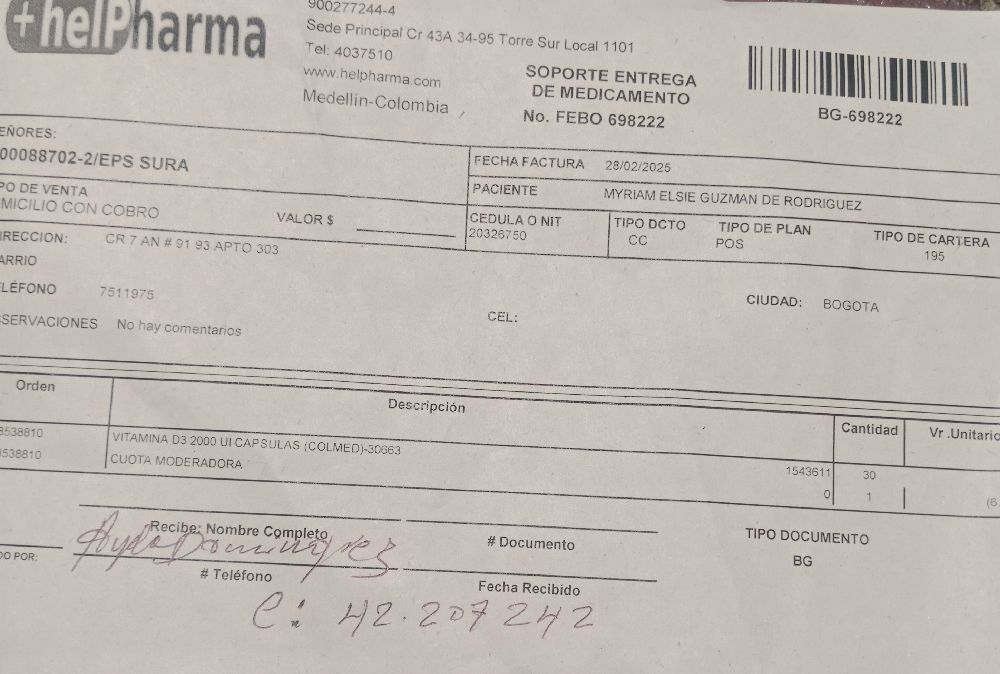 +helPharma
900277244-4
Sede Principal Cr 43A 34-95 Torre Sur Local 1101
Tel: 4037510
www.helpharma.com
Medellín-Colombia
SOPORTE ENTREGA
DE MEDICAMENTO
No. FEBO 698222
BG-698222
EÑORES:
00088702-2/EPS SURA
FECHA FACTURA 28/02/2025
PO DE VENTA
MICILIO CON COBRO
VALOR $
PACIENTE MYRIAM ELSIE GUZMAN DE RODRIGUEZ
CEDULA O NIT
20326750
TIPO DCTO
CC
TIPO DE PLAN
POS
TIPO DE CARTERA
195
IRECCION: CR 7 AN # 91 93 APTO 303
ARRIO
LÉFONO 7511975
CEL:
CIUDAD: BOGOTA
SERVACIONES No hay comentarios
Orden Descripción Cantidad Vr .Unitario
8538810 VITAMINA D3 2000 UI CAPSULAS (COLMED)-30663 1543611 30
538810 CUOTA MODERADORA 0 1 (6
Recibe: Nombre Completo
# Documento
TIPO DOCUMENTO
BG
DO POR:
# Teléfono
Fecha Recibido
C: 42.207242